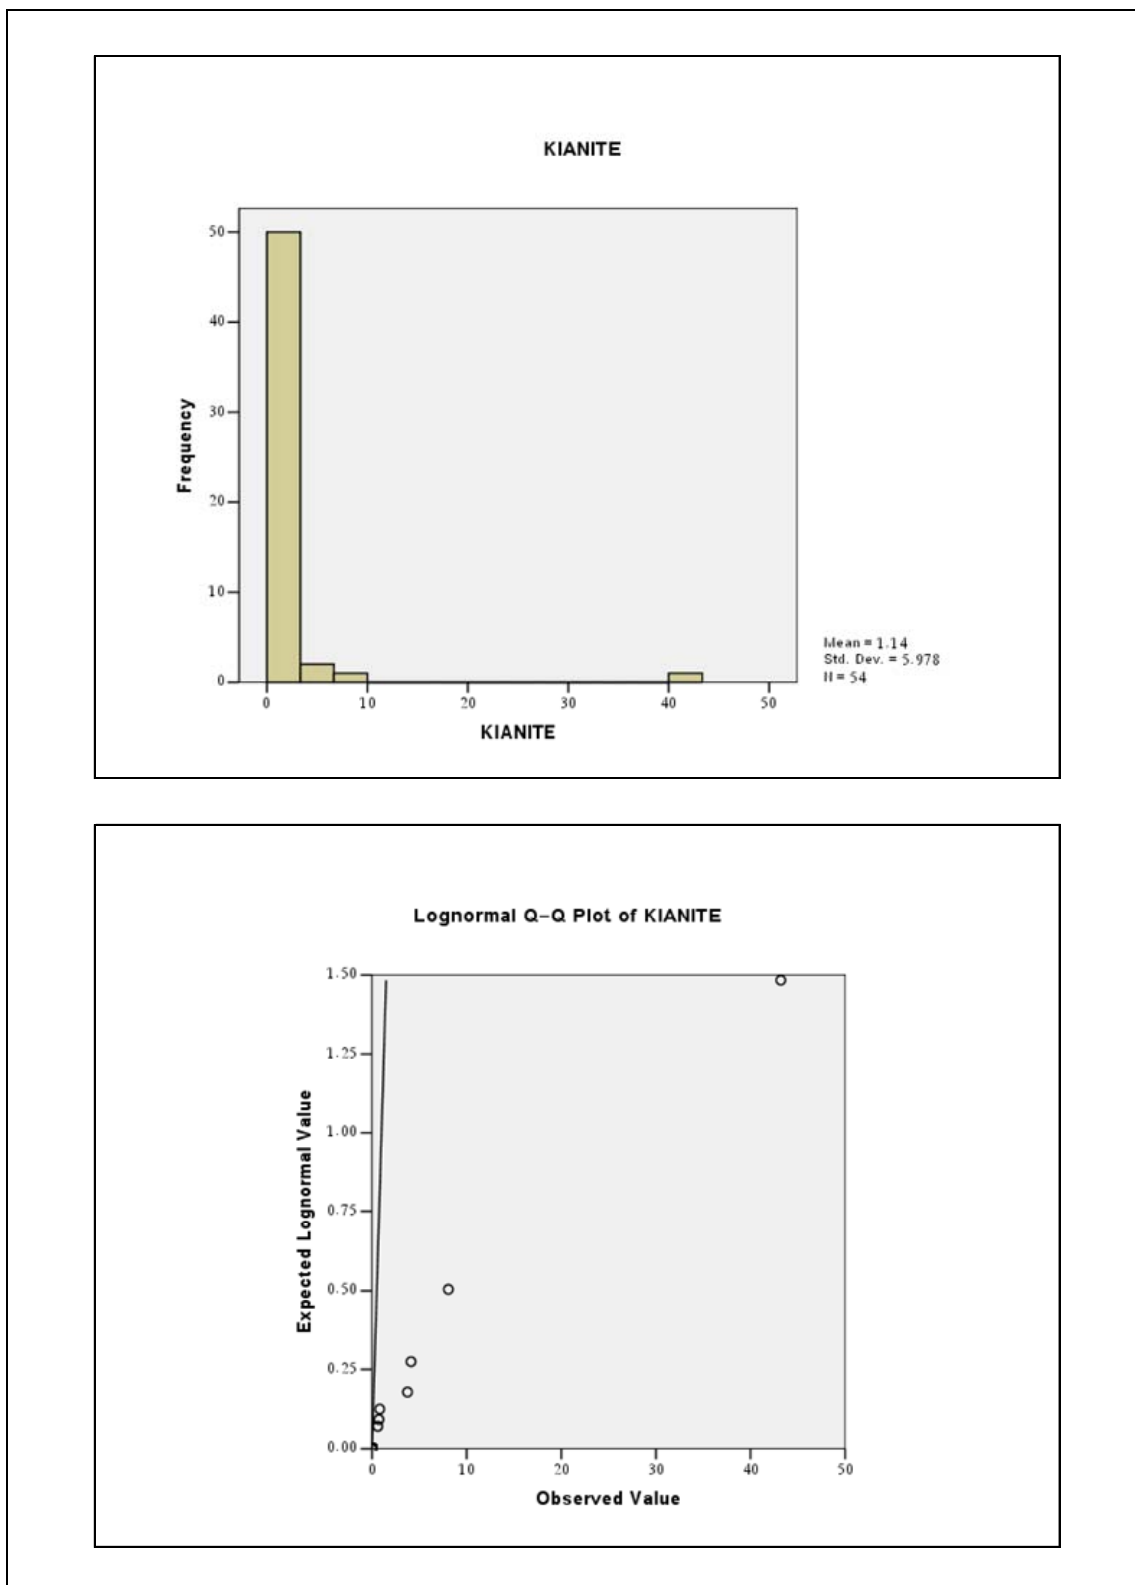 KIANITE
50
40
30
20
10
0
Frequency
0 10 20 30 40 50
KIANITE
Mean = 1.14
Std. Dev. = 5.978
N = 54
Lognormal Q–Q Plot of KIANITE
1.50
1.25
1.00
0.75
0.50
0.25
0.00
Expected Lognormal Value
0 10 20 30 40 50
Observed Value